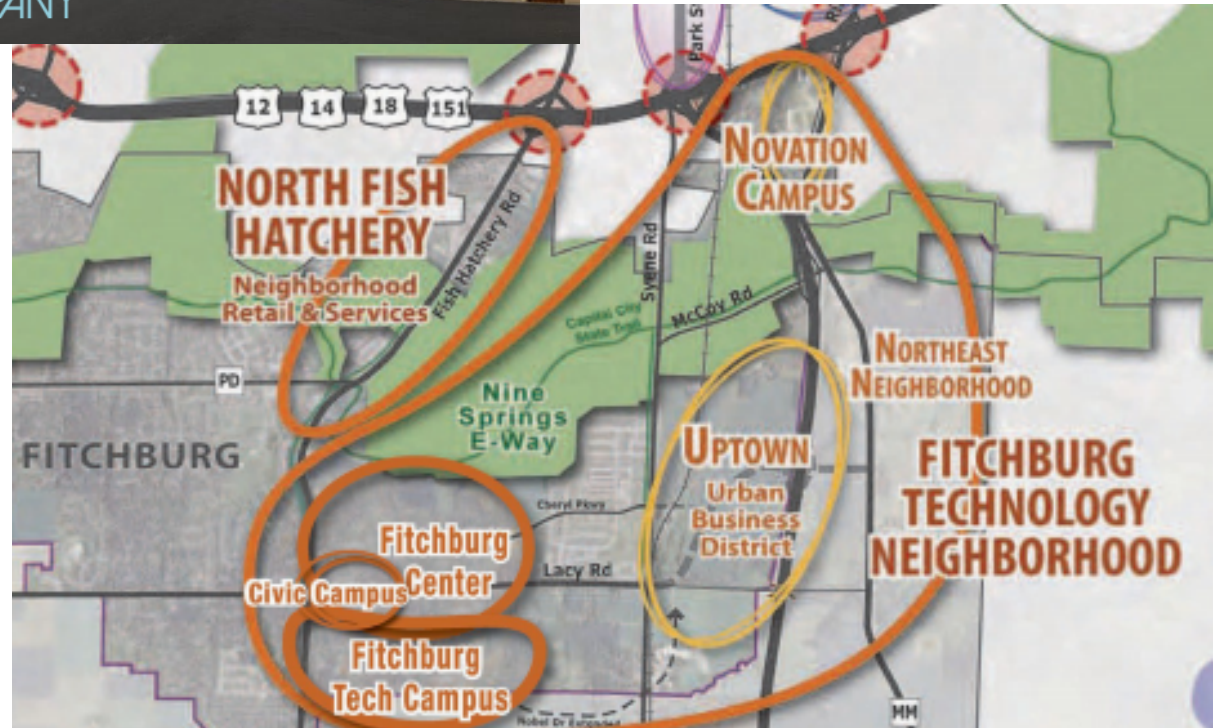 ANY
Park St
12
14
18
151
NORTH FISH
HATCHERY
Neighborhood
Retail & Services
Fish Hatchery Rd
NOVATION
CAMPUS
Syene Rd
Capital City
State Trail
McCoy Rd
PD
Nine
Springs
E-Way
NORTHEAST
NEIGHBORHOOD
FITCHBURG
UPTOWN
Urban
Business
District
FITCHBURG
TECHNOLOGY
NEIGHBORHOOD
Cheryl Pkwy
Fitchburg
Center
Lacy Rd
Civic Campus
Fitchburg
Tech Campus
Nobel Dr Extended
MM